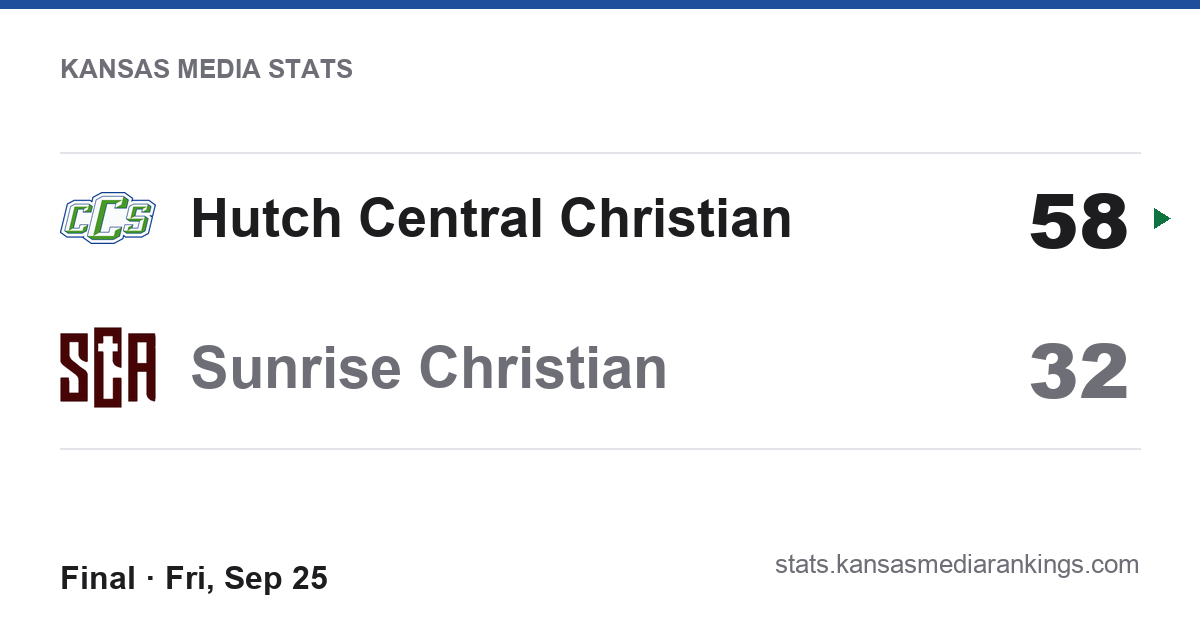 KANSAS MEDIA STATS
CCS
Hutch Central Christian
58
SCA
Sunrise Christian
32
Final · Fri, Sep 25
stats.kansasmediarankings.com